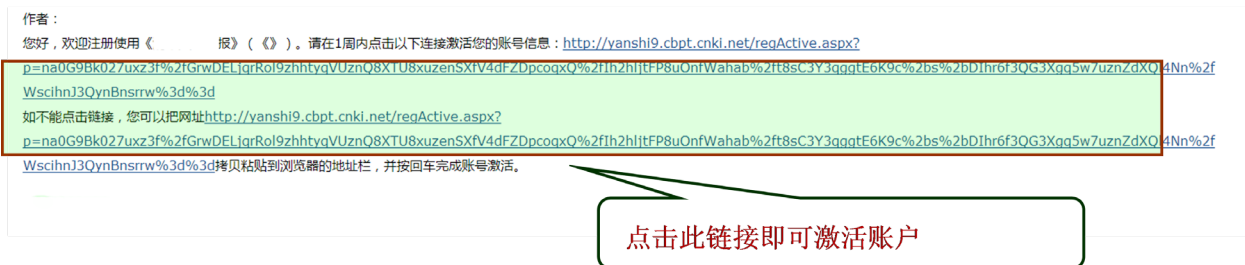 作者：
您好，欢迎注册使用《 报》（《》）。请在1周内点击以下连接激活您的账号信息：http://yanshi9.cbpt.cnki.net/regActive.aspx?
p=na0G9Bk027uxz3f%2fGrwDELjgrRol9zhhtygVUznQ8XTU8xuzenSXfV4dFZDpcogxQ%2fIh2hljtFP8uOnfWahab%2ft8sC3Y3qggtE6K9c%2bs%2bDIhr6f3QG3Xgq5w7uznZdXQl4Nn%2f
WscihnJ3QynBnsrrw%3d%3d
如不能点击链接，您可以把网址http://yanshi9.cbpt.cnki.net/regActive.aspx?
p=na0G9Bk027uxz3f%2fGrwDELjgrRol9zhhtygVUznQ8XTU8xuzenSXfV4dFZDpcogxQ%2fIh2hljtFP8uOnfWahab%2ft8sC3Y3qggtE6K9c%2bs%2bDIhr6f3QG3Xgq5w7uznZdXQl4Nn%2f
WscihnJ3QynBnsrrw%3d%3d拷贝粘贴到浏览器的地址栏，并按回车完成账号激活。
点击此链接即可激活账户